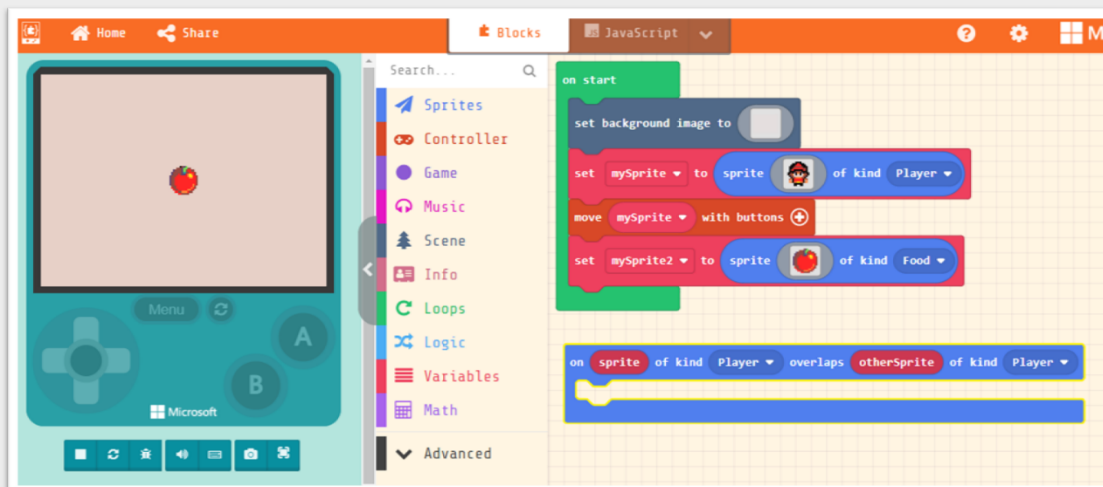 Home
Share
Blocks
JavaScript
Search...
Sprites
Controller
Game
Music
Scene
Info
Loops
Logic
Variables
Math
Advanced
Menu
A
B
Microsoft
on start
set background image to
set mySprite to sprite of kind Player
move mySprite with buttons
set mySprite2 to sprite of kind Food
on sprite of kind Player overlaps otherSprite of kind Player